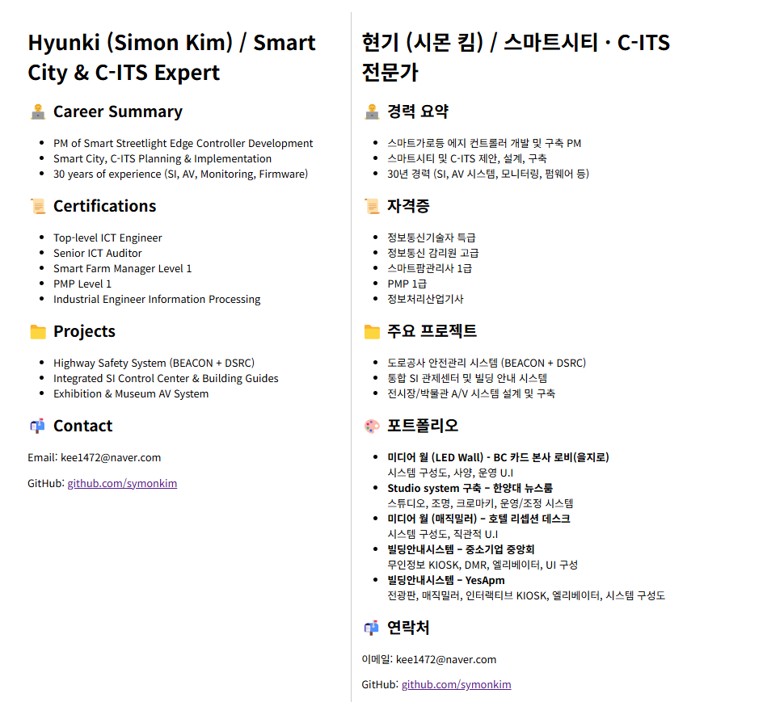 Hyunki (Simon Kim) / Smart
City & C-ITS Expert
Career Summary
PM of Smart Streetlight Edge Controller Development
Smart City, C-ITS Planning & Implementation
30 years of experience (SI, AV, Monitoring, Firmware)
Certifications
Top-level ICT Engineer
Senior ICT Auditor
Smart Farm Manager Level 1
PMP Level 1
Industrial Engineer Information Processing
Projects
Highway Safety System (BEACON + DSRC)
Integrated SI Control Center & Building Guides
Exhibition & Museum AV System
Contact
Email: kee1472@naver.com
GitHub: github.com/symonkim
현기 (시몬 킴) / 스마트시티 · C-ITS
전문가
경력 요약
스마트가로등 에지 컨트롤러 개발 및 구축 PM
스마트시티 및 C-ITS 제안, 설계, 구축
30년 경력 (SI, AV 시스템, 모니터링, 펌웨어 등)
자격증
정보통신기술자 특급
정보통신 감리원 고급
스마트팜관리사 1급
PMP 1급
정보처리산업기사
주요 프로젝트
도로공사 안전관리 시스템 (BEACON + DSRC)
통합 SI 관제센터 및 빌딩 안내 시스템
전시장/박물관 A/V 시스템 설계 및 구축
포트폴리오
미디어 월 (LED Wall) - BC 카드 본사 로비(을지로)
시스템 구성도, 사양, 운영 U.I
Studio system 구축 – 한양대 뉴스룸
스튜디오, 조명, 크로마키, 운용/조정 시스템
미디어 월 (매직밀러) – 호텔 리셉션 데스크
시스템 구성도, 직관적 U.I
빌딩안내시스템 – 중소기업 중앙회
무인정보 KIOSK, DMR, 엘리베이터, UI 구성
빌딩안내시스템 – YesApm
전광판, 매직밀러, 인터랙티브 KIOSK, 엘리베이터, 시스템 구성도
연락처
이메일: kee1472@naver.com
GitHub: github.com/symonkim